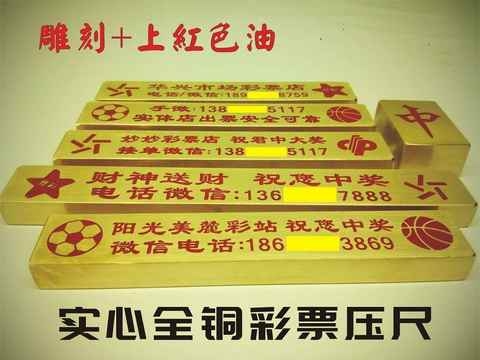 雕刻+上紅色油
华兴市场彩票店
电话/微信:18 8759
手微:138 5117
实体店出票安全可靠
妙妙彩票店 祝君中大奖
接单微信:138 5117
中
财神送财 祝您中奖
电话微信:136 7888
阳光美麓彩站 祝您中奖
微信电话:186 3869
实心全铜彩票压尺